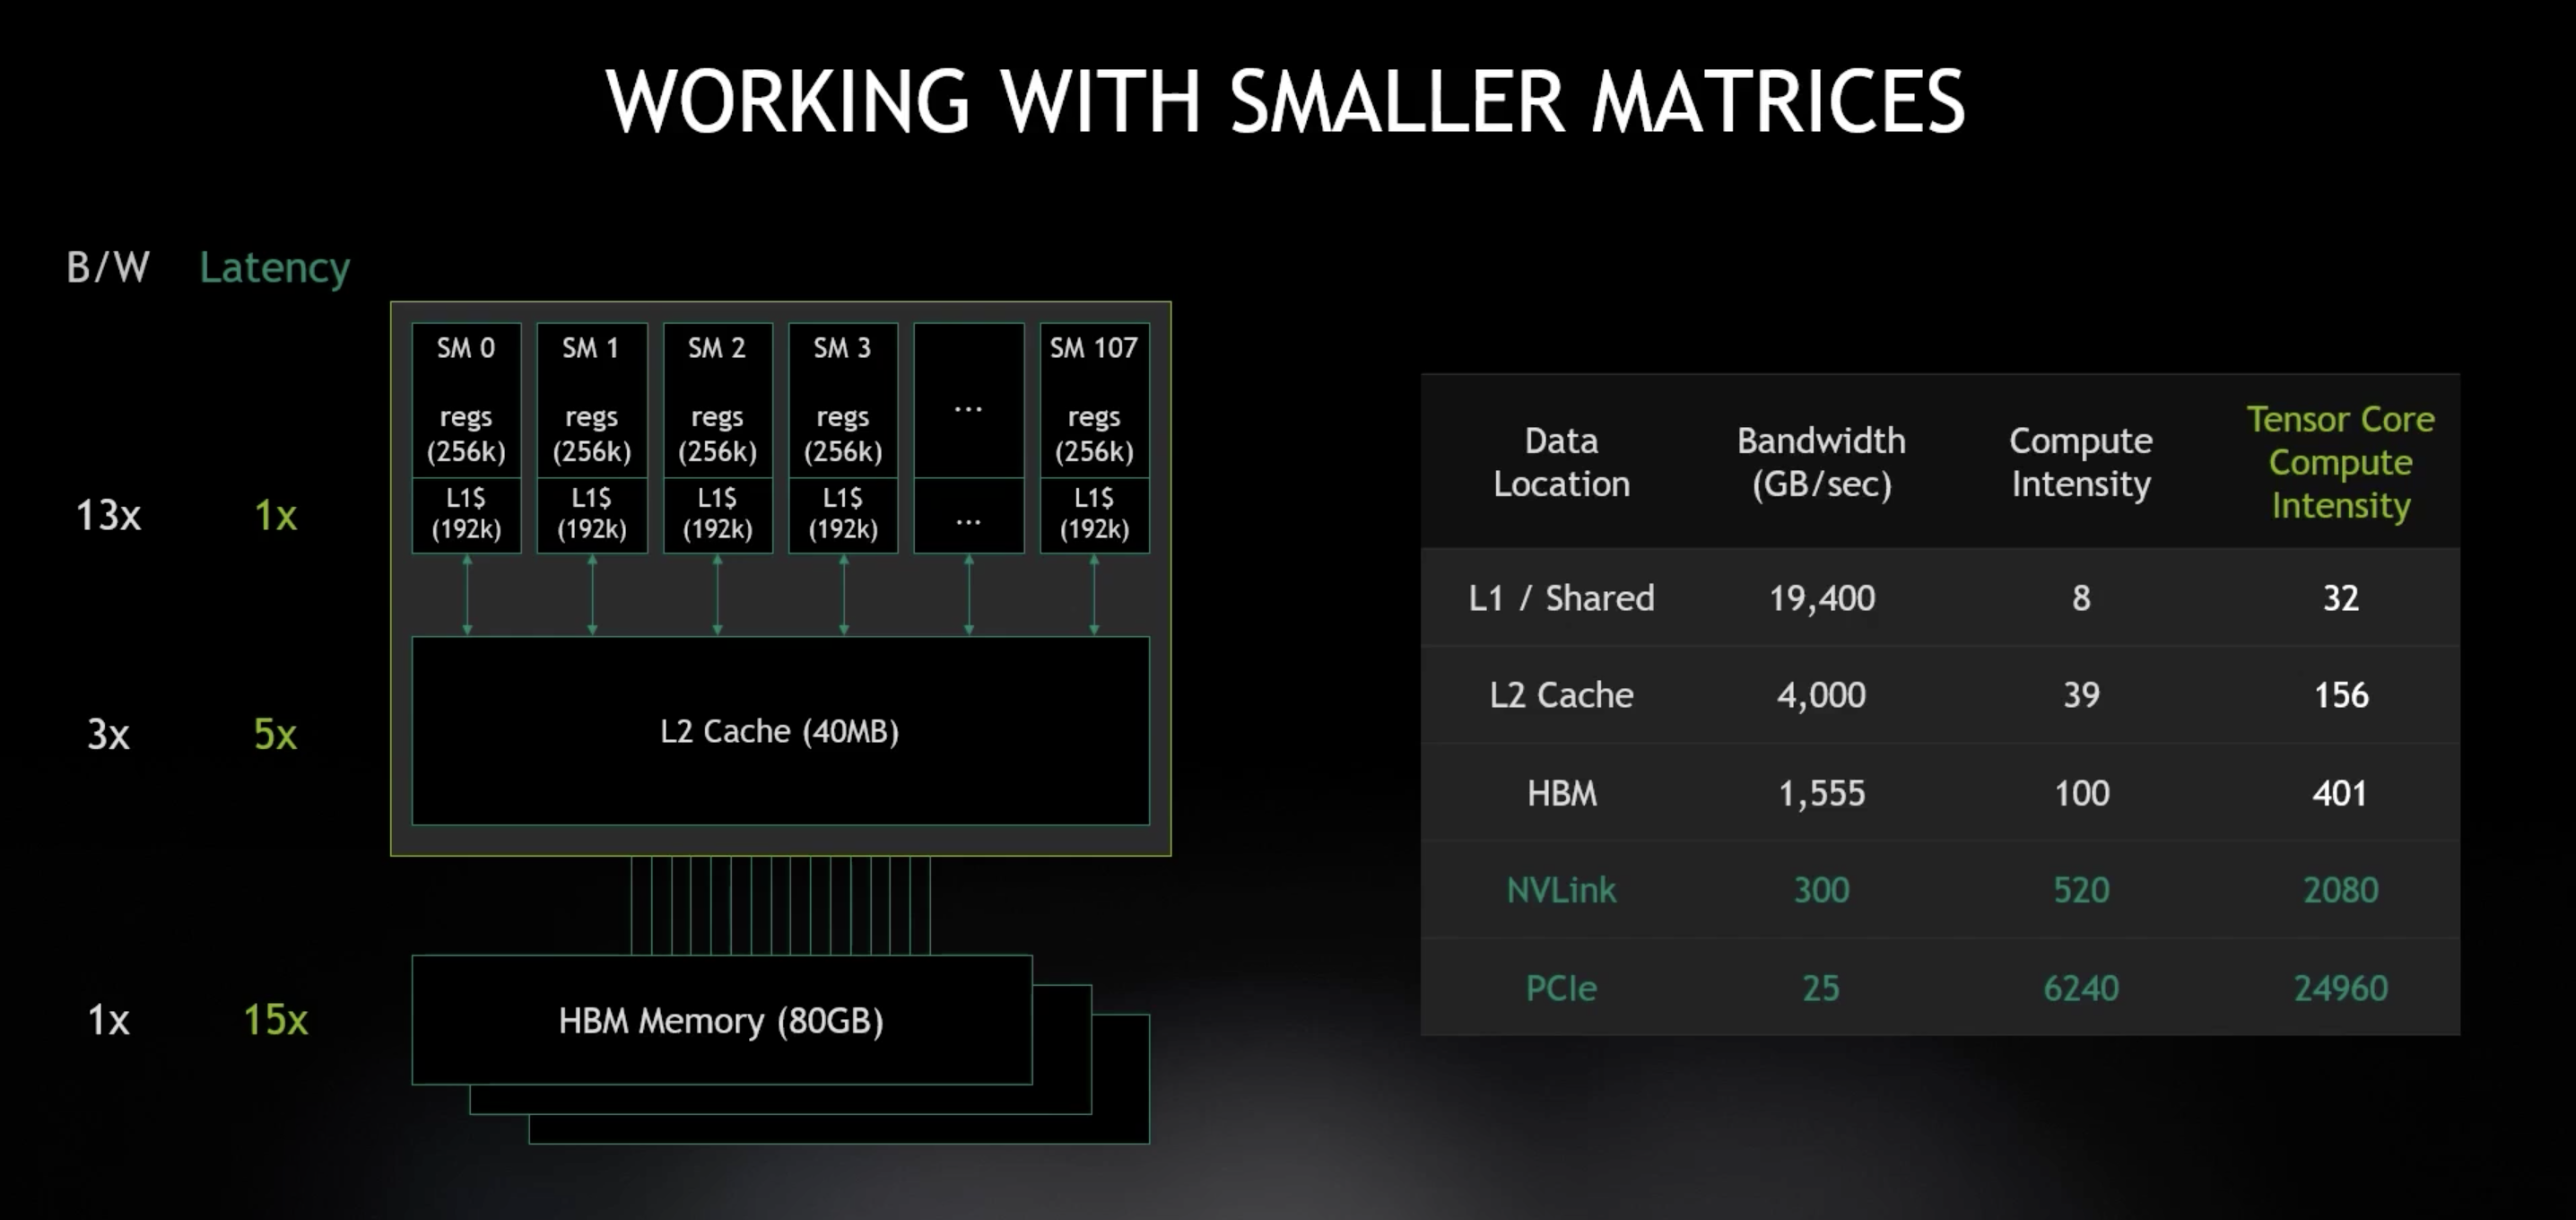 WORKING WITH SMALLER MATRICES
B/W Latency
SM 0 SM 1 SM 2 SM 3 SM 107
regs regs regs regs ... regs
(256k) (256k) (256k) (256k) (256k)
13x 1x
L1$ L1$ L1$ L1$ ... L1$
(192k) (192k) (192k) (192k) (192k)
3x 5x
L2 Cache (40MB)
1x 15x
HBM Memory (80GB)
Data Location
Bandwidth (GB/sec)
Compute Intensity
Tensor Core Compute Intensity
L1 / Shared 19,400 8 32
L2 Cache 4,000 39 156
HBM 1,555 100 401
NVLink 300 520 2080
PCIe 25 6240 24960